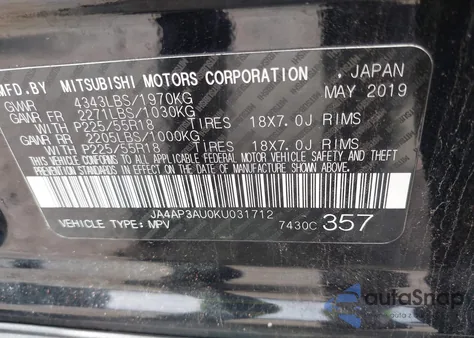 MFD.BY MITSUBISHI MOTORS CORPORATION , JAPAN
GVWR 4343LBS/1970KG MAY 2019
GAWR FR 2271LBS/1030KG
WITH P225/55R18 TIRES 18X7.0J RIMS
GAWR RR 2205LBS/1000KG
WITH P225/55R18 TIRES 18X7.0J RIMS
THIS VEHICLE CONFORMS TO ALL APPLICABLE
FEDERAL MOTOR VEHICLE SAFETY AND
THEFT PREVENTION STANDARDS IN EFFECT ON
THE DATE OF MANUFACTURE SHOWN ABOVE.
JA4AP3AU0KU031712
VEHICLE TYPE: MPV 7430C 357
autoSnap